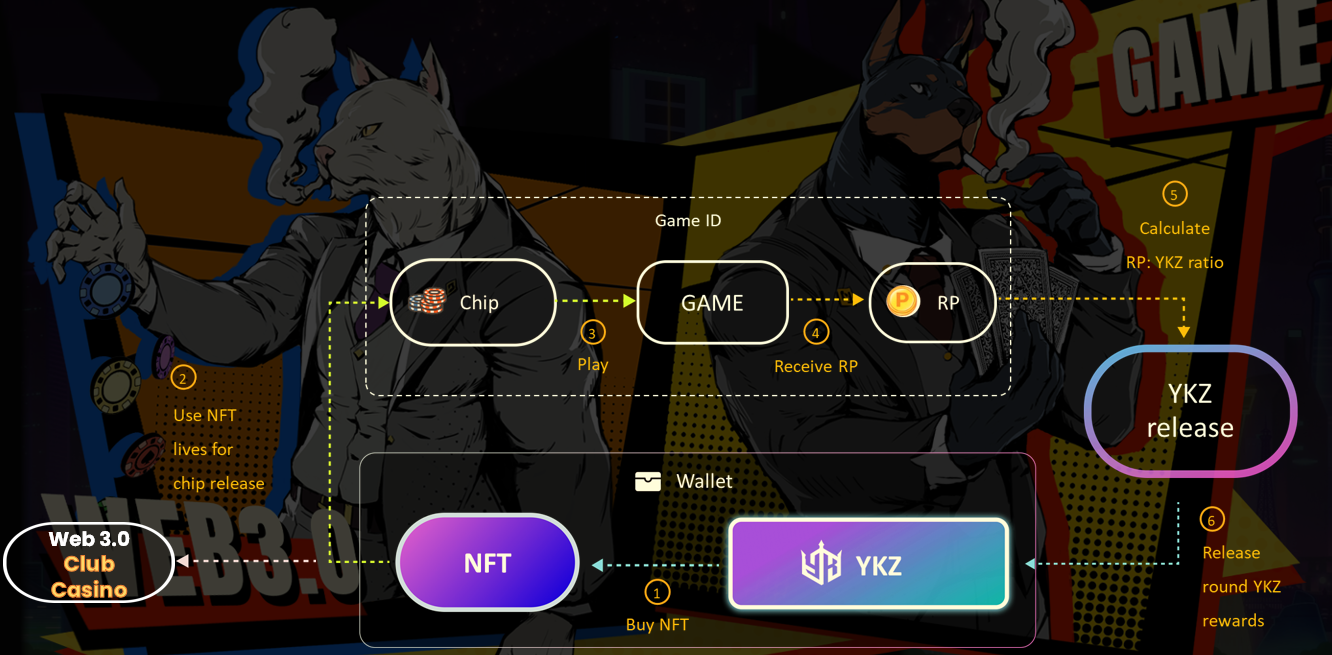 GAME
5
Calculate
RP: YKZ ratio
Game ID
Chip
GAME
P
RP
3
Play
4
Receive RP
2
Use NFT
lives for
chip release
YKZ
release
Wallet
WEB3.0
Web 3.0
Club
Casino
NFT
YKZ
1
Buy NFT
6
Release
round YKZ
rewards